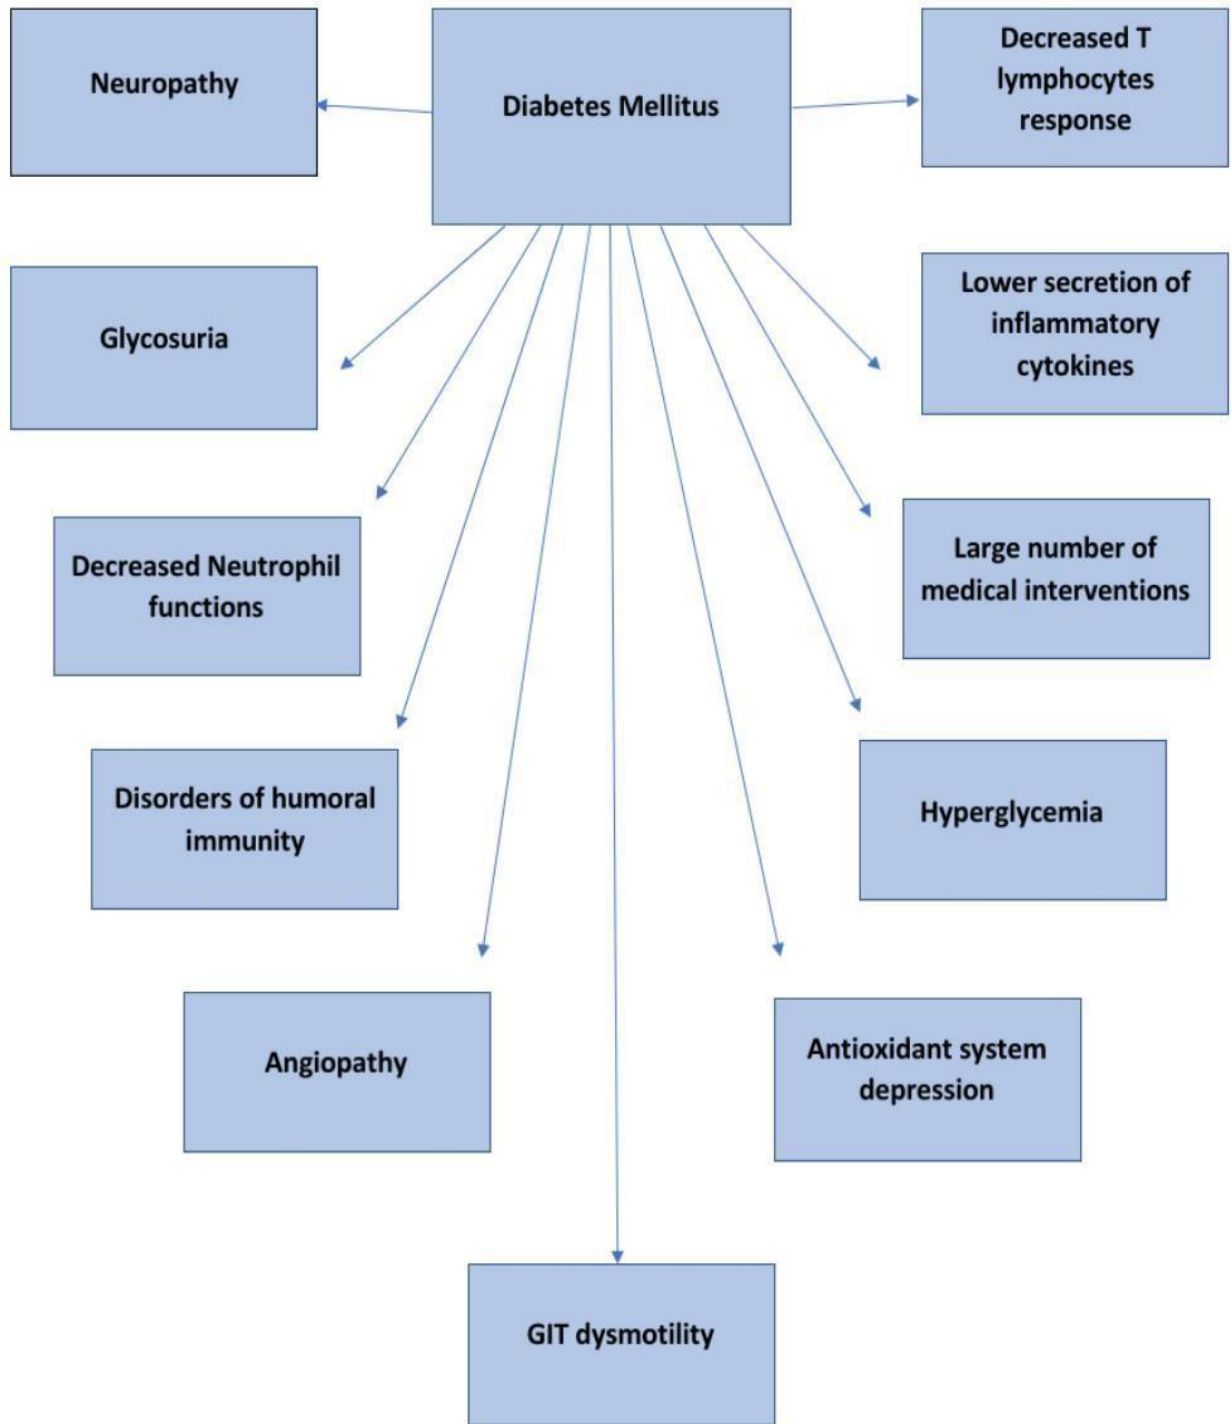 Neuropathy
Diabetes Mellitus
Decreased T
lymphocytes
response
Glycosuria
Lower secretion of
inflammatory
cytokines
Decreased Neutrophil
functions
Large number of
medical interventions
Disorders of humoral
immunity
Hyperglycemia
Angiopathy
Antioxidant system
depression
GIT dysmotility